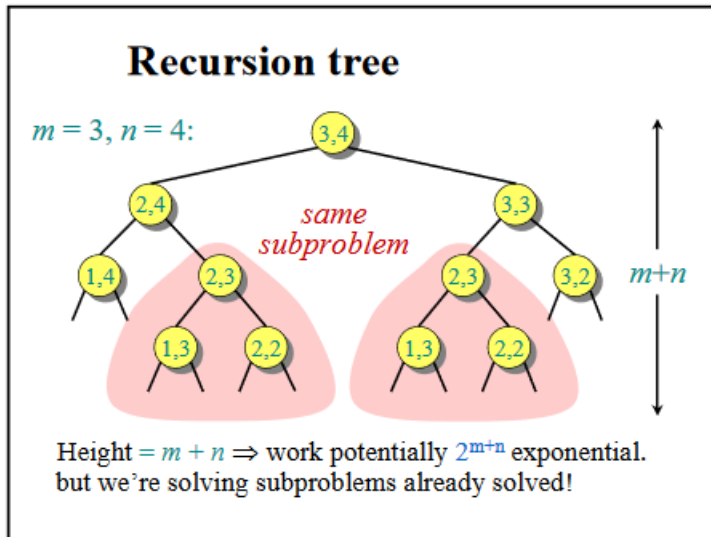 Recursion tree
m = 3, n = 4:
3,4
2,4
3,3
same
subproblem
1,4
2,3
2,3
3,2
m+n
1,3
2,2
1,3
2,2
Height = m + n ⇒ work potentially 2^{m+n} exponential.
but we’re solving subproblems already solved!